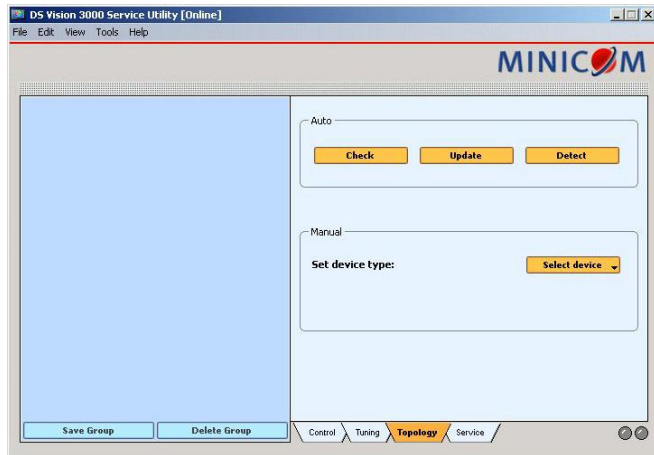 DS Vision 3000 Service Utility [Online]
File Edit View Tools Help
MINICOM
Auto
Check Update Detect
Manual
Set device type: Select device
Save Group Delete Group
Control Tuning Topology Service